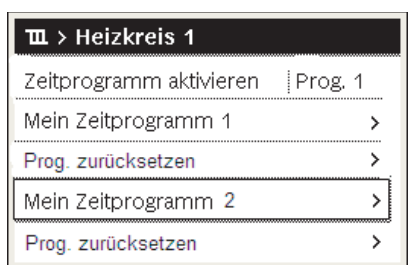 > Heizkreis 1
Zeitprogramm aktivieren Prog. 1
Mein Zeitprogramm 1 >
Prog. zurücksetzen >
Mein Zeitprogramm 2 >
Prog. zurücksetzen >